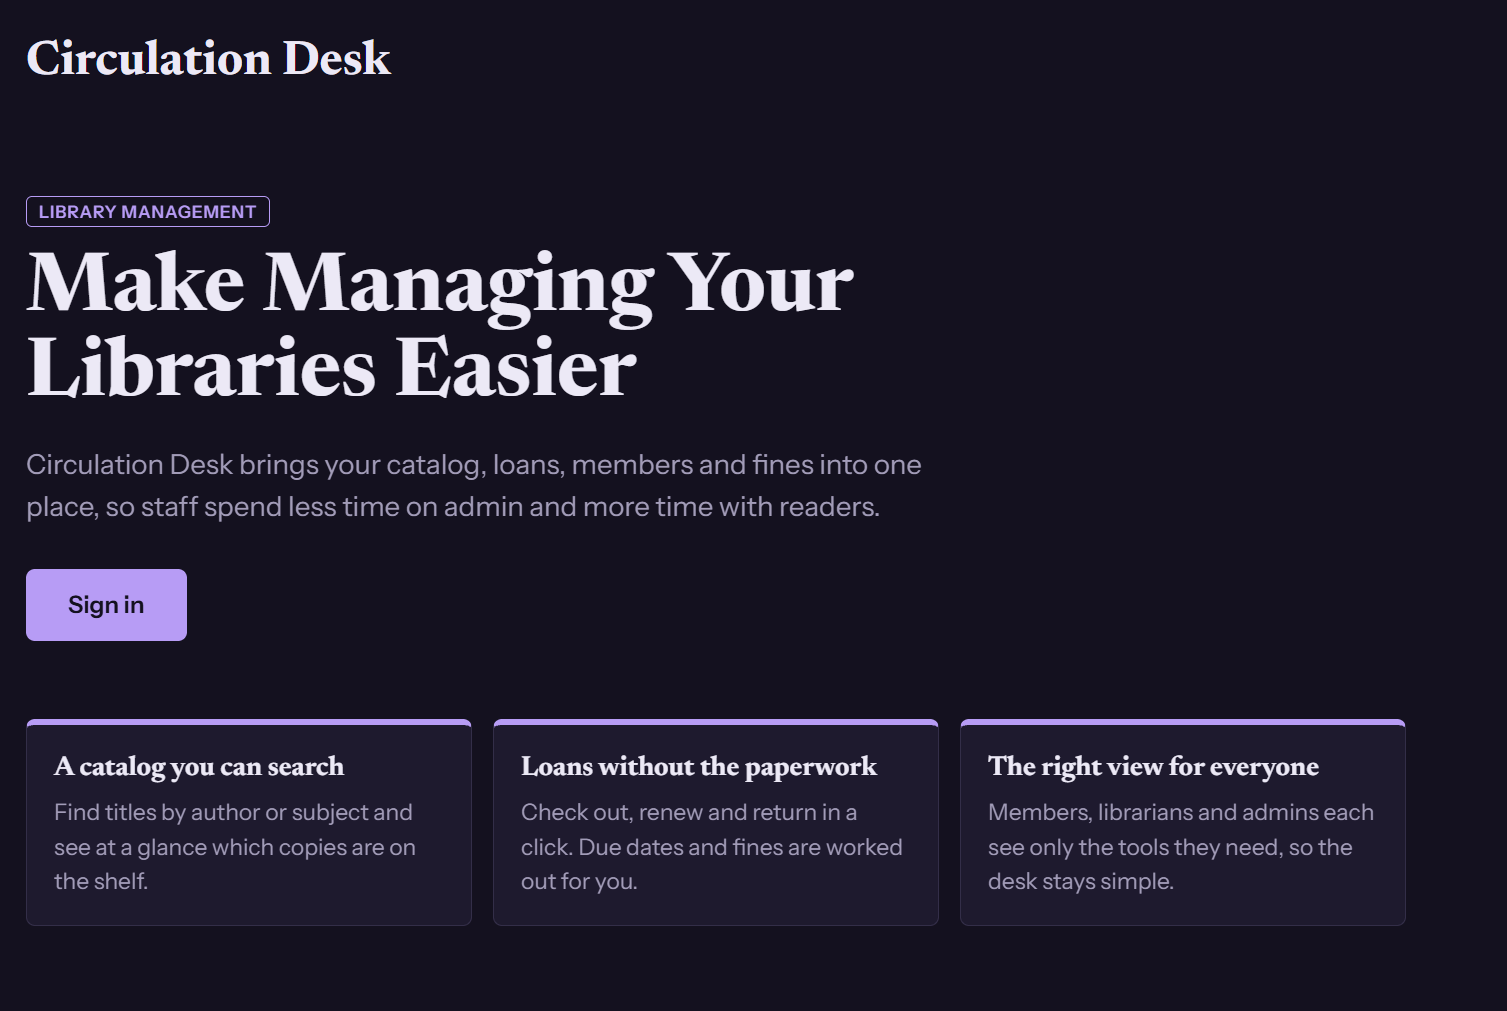 Circulation Desk
LIBRARY MANAGEMENT
Make Managing Your
Libraries Easier
Circulation Desk brings your catalog, loans, members and fines into one
place, so staff spend less time on admin and more time with readers.
Sign in
A catalog you can search
Find titles by author or subject and
see at a glance which copies are on
the shelf.
Loans without the paperwork
Check out, renew and return in a
click. Due dates and fines are worked
out for you.
The right view for everyone
Members, librarians and admins each
see only the tools they need, so the
desk stays simple.